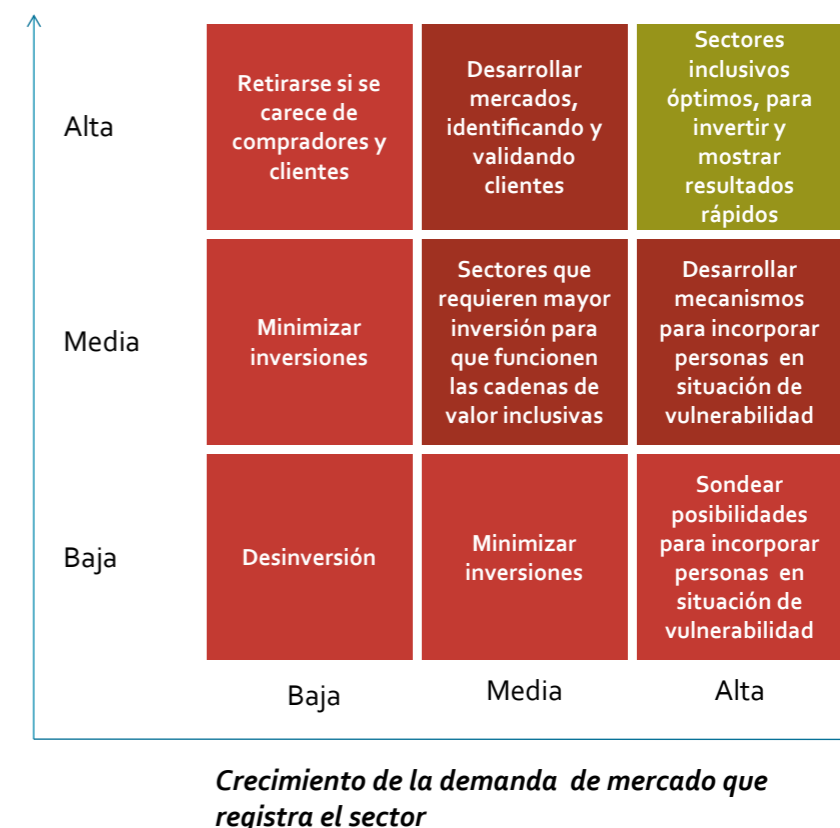 Alta
Retirarse si se
carece de
compradores y
clientes
Desarrollar
mercados,
identificando y
validando
clientes
Sectores
inclusivos
óptimos, para
invertir y
mostrar
resultados
rápidos
Media
Minimizar
inversiones
Sectores que
requieren mayor
inversión para
que funcionen
las cadenas de
valor inclusivas
Desarrollar
mecanismos
para incorporar
personas en
situación de
vulnerabilidad
Baja
Desinversión
Minimizar
inversiones
Sondear
posibilidades
para incorporar
personas en
situación de
vulnerabilidad
Baja
Media
Alta
Crecimiento de la demanda de mercado que
registra el sector